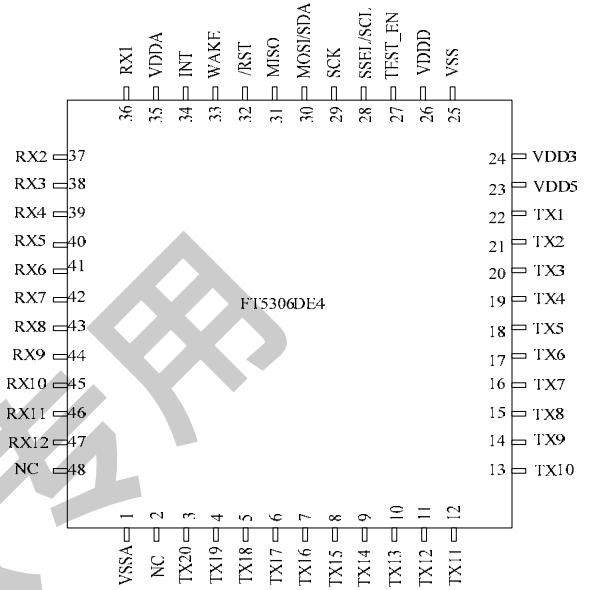 36 RX1
35 VDDA
34 INT
33 WAKE
32 /RST
31 MISO
30 MOSI/SDA
29 SCK
28 SSEL/SCL
27 TEST_EN
26 VDDD
25 VSS
RX2 37
RX3 38
RX4 39
RX5 40
RX6 41
RX7 42
RX8 43
RX9 44
RX10 45
RX11 46
RX12 47
NC 48
FT5306DE4
24 VDD3
23 VDD5
22 TX1
21 TX2
20 TX3
19 TX4
18 TX5
17 TX6
16 TX7
15 TX8
14 TX9
13 TX10
VSSA 1
NC 2
TX20 3
TX19 4
TX18 5
TX17 6
TX16 7
TX15 8
TX14 9
TX13 10
TX12 11
TX11 12
专用